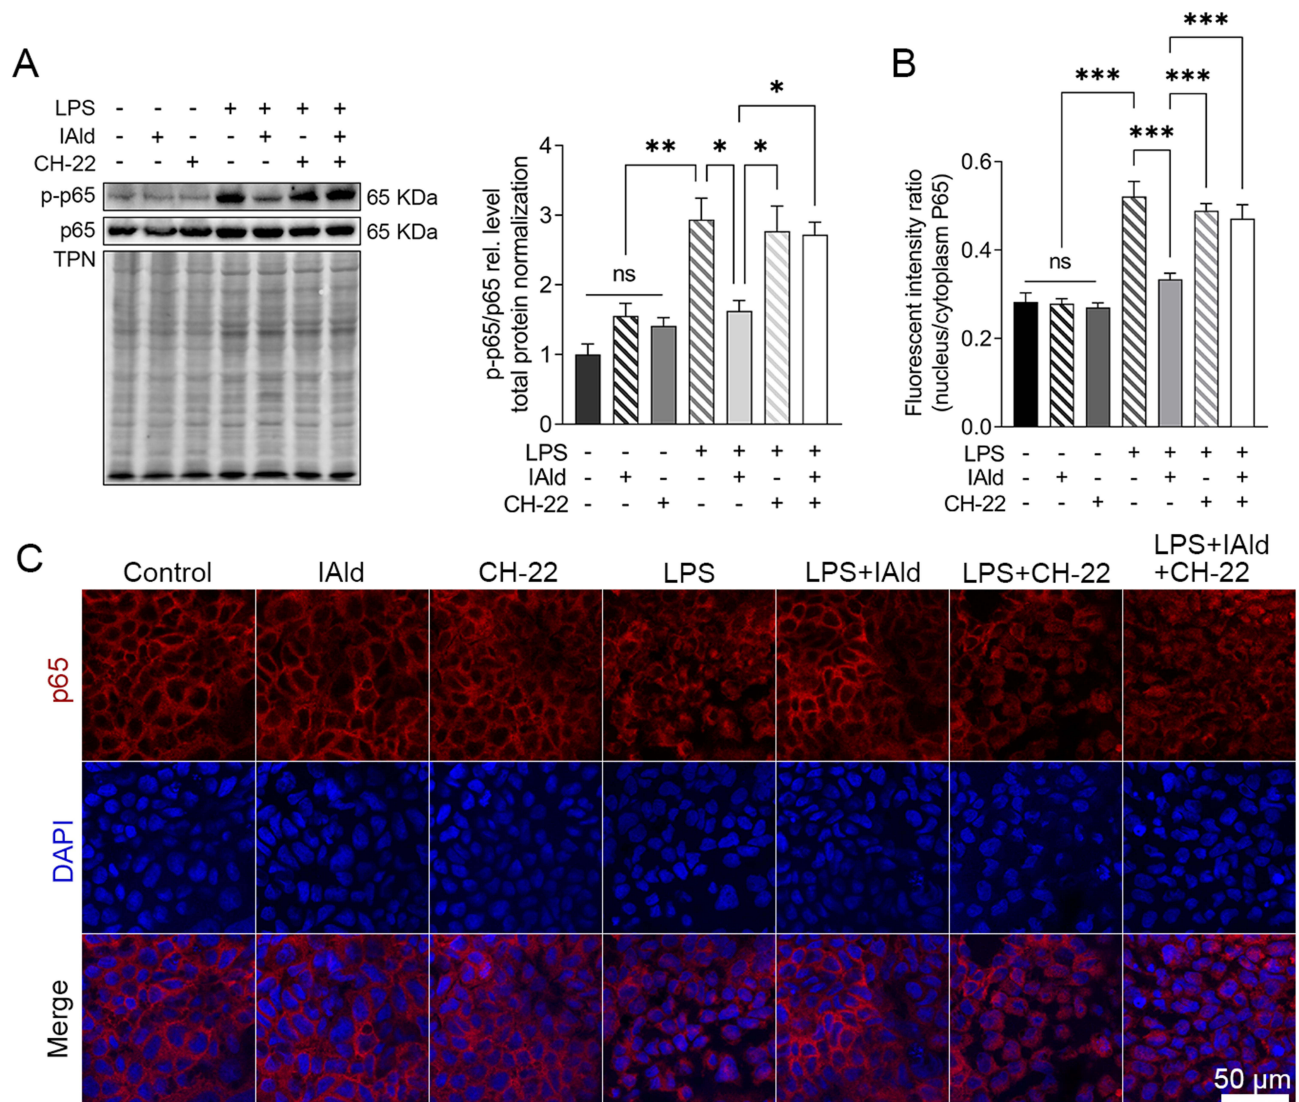 A
LPS - - - + + + +
IAld - + - - + - +
CH-22 - - + - - + +
p-p65 65 KDa
p65 65 KDa
TPN
p-p65/p65 rel. level
total protein normalization
4
3
2
1
0
ns
**
*
*
*
LPS - - - + + + +
IAld - + - - + - +
CH-22 - - + - - + +
B
Fluorescent intensity ratio
(nucleus/cytoplasm P65)
0.6
0.4
0.2
0.0
ns
***
***
***
***
LPS - - - + + + +
IAld - + - - + - +
CH-22 - - + - - + +
C
Control IAld CH-22 LPS LPS+IAld LPS+CH-22 LPS+IAld
+CH-22
p65
DAPI
Merge
50 µm